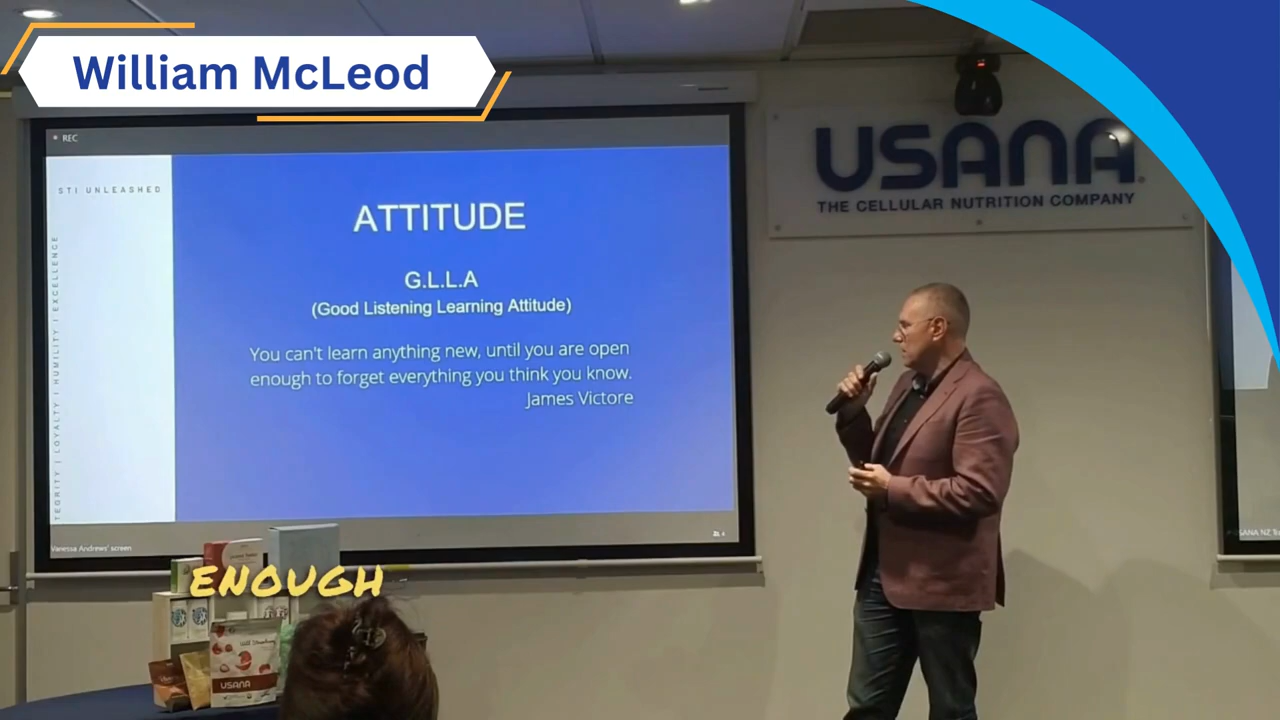 William McLeod
REC
STI UNLEASHED
TEGRITY | LOYALTY | HUMILITY | EXCELLENCE
ATTITUDE
G.L.L.A
(Good Listening Learning Attitude)
You can't learn anything new, until you are open
enough to forget everything you think you know.
James Victore
Vanessa Andrews' screen
4
USANA
THE CELLULAR NUTRITION COMPANY
ENOUGH
USANA